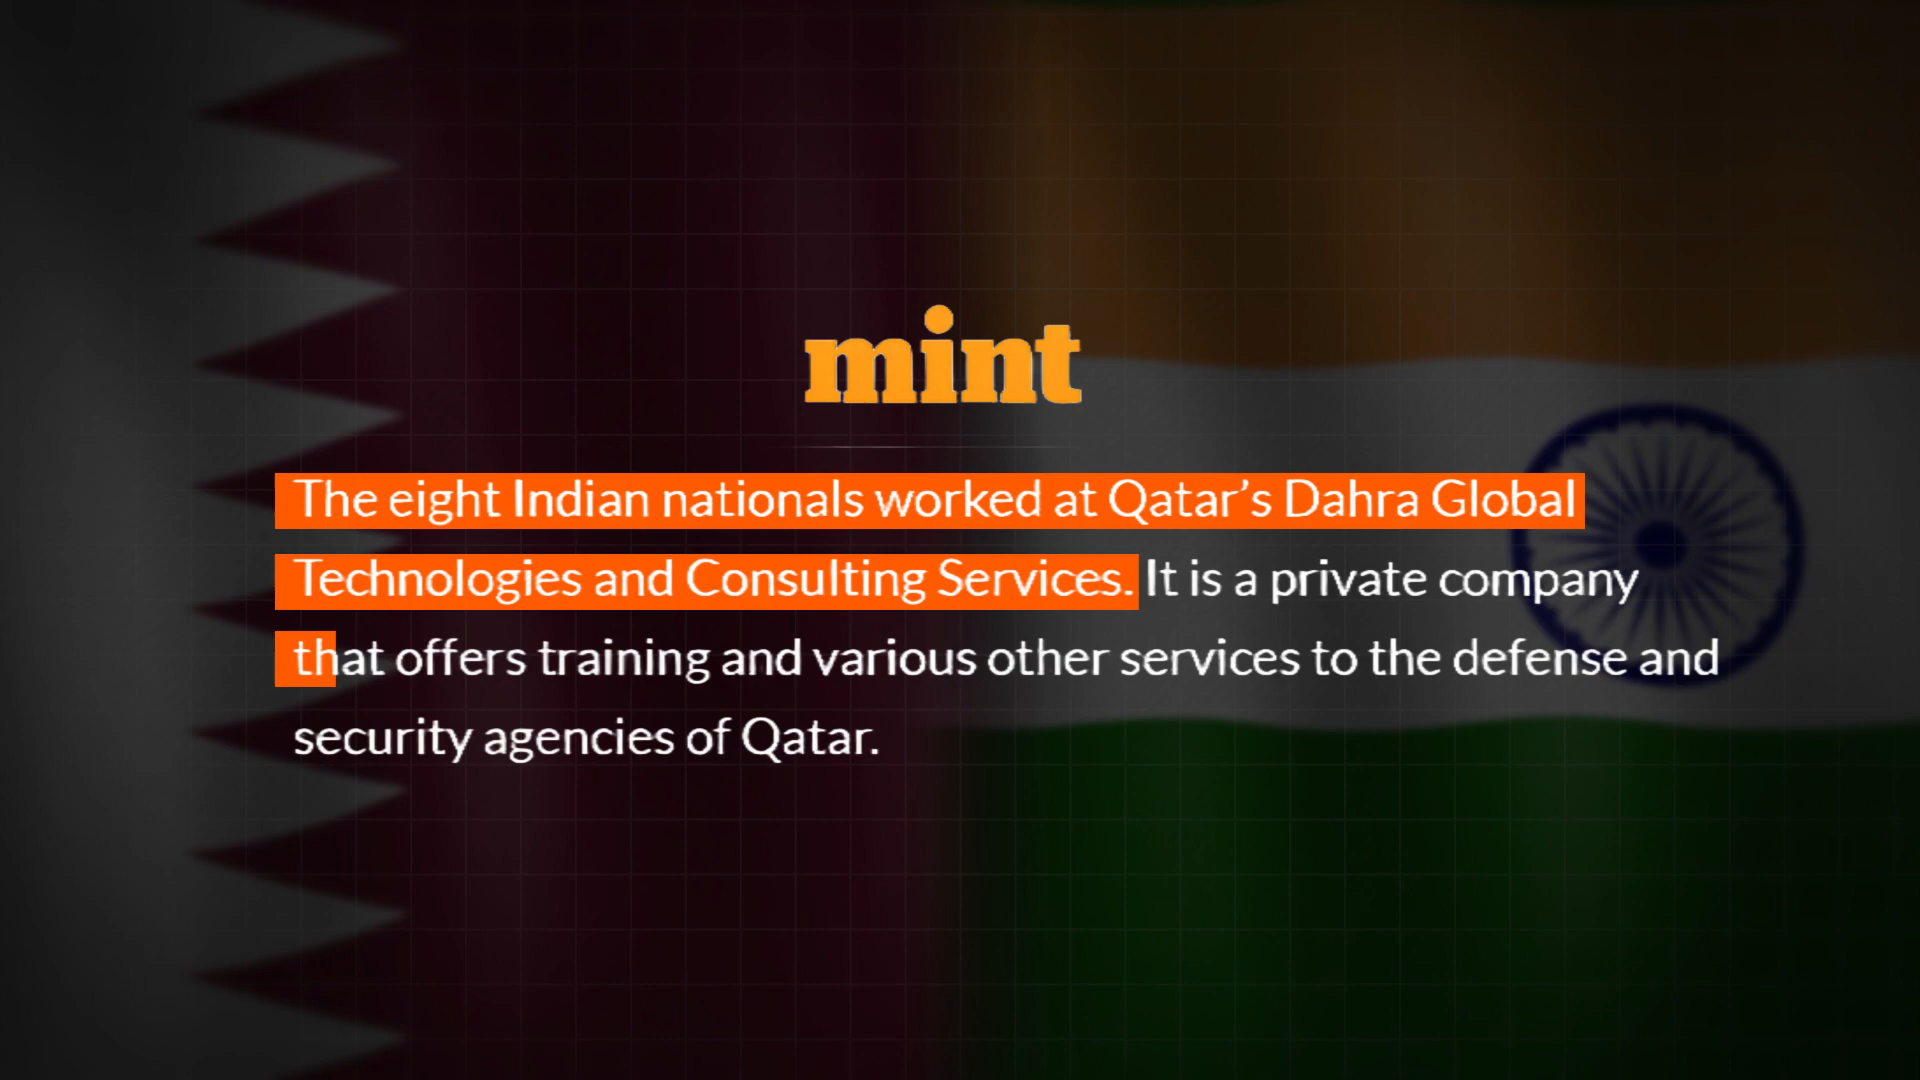 mint
The eight Indian nationals worked at Qatar’s Dahra Global
Technologies and Consulting Services. It is a private company
that offers training and various other services to the defense and
security agencies of Qatar.